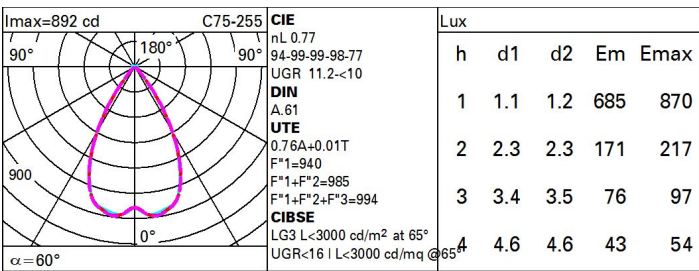 Imax=892 cd C75-255
90° 180° 90°
900
0°
α=60°
CIE
nL 0.77
94-99-99-98-77
UGR 11.2-<10
DIN
A.61
UTE
0.76A+0.01T
F"1=940
F"1+F"2=985
F"1+F"2+F"3=994
CIBSE
LG3 L<3000 cd/m² at 65°
UGR<16 | L<3000 cd/mq @65°
Lux
h d1 d2 Em Emax
1 1.1 1.2 685 870
2 2.3 2.3 171 217
3 3.4 3.5 76 97
4 4.6 4.6 43 54